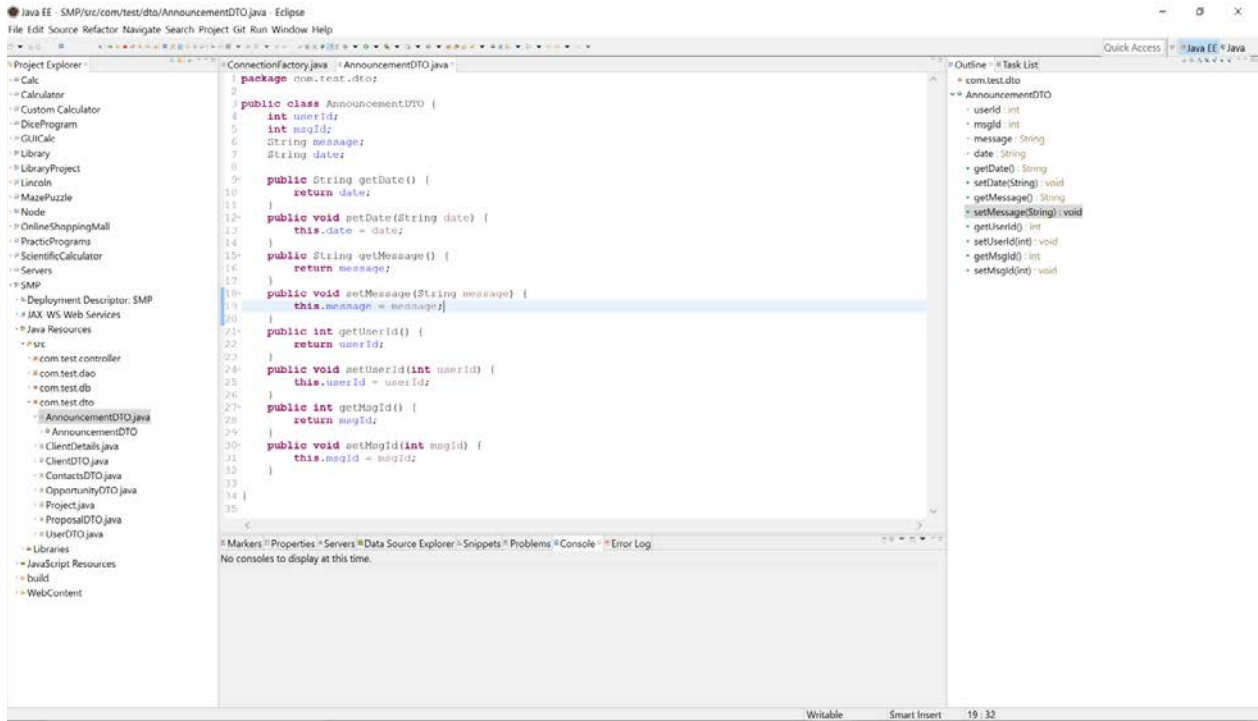 Java EE - SMP/src/com/test/dto/AnnouncementDTO.java - Eclipse
File Edit Source Refactor Navigate Search Project Git Run Window Help
Quick Access Java EE Java
Project Explorer
Calc
Calculator
Custom Calculator
DiceProgram
GUICalc
Library
LibraryProject
Lincoln
MazePuzzle
Node
OnlineShoppingMall
PracticPrograms
ScientificCalculator
Servers
SMP
Deployment Descriptor: SMP
JAX-WS Web Services
Java Resources
src
com.test.controller
com.test.dao
com.test.db
com.test.dto
AnnouncementDTO.java
AnnouncementDTO
ClientDetails.java
ClientDTO.java
ContactsDTO.java
OpportunityDTO.java
Project.java
ProposalDTO.java
UserDTO.java
Libraries
JavaScript Resources
build
WebContent
ConnectionFactory.java AnnouncementDTO.java
1 package com.test.dto;
2
3 public class AnnouncementDTO {
4 int userId;
5 int msgId;
6 String message;
7 String date;
8
9 public String getDate() {
10 return date;
11 }
12 public void setDate(String date) {
13 this.date = date;
14 }
15 public String getMessage() {
16 return message;
17 }
18 public void setMessage(String message) {
19 this.message = message;
20 }
21 public int getUserId() {
22 return userId;
23 }
24 public void setUserId(int userId) {
25 this.userId = userId;
26 }
27 public int getMsgId() {
28 return msgId;
29 }
30 public void setMsgId(int msgId) {
31 this.msgId = msgId;
32 }
33
34 }
35
Markers Properties Servers Data Source Explorer Snippets Problems Console Error Log
No consoles to display at this time.
Outline Task List
com.test.dto
AnnouncementDTO
userId : int
msgId : int
message : String
date : String
getDate() : String
setDate(String) : void
getMessage() : String
setMessage(String) : void
getUserId() : int
setUserId(int) : void
getMsgId() : int
setMsgId(int) : void
Writable Smart Insert 19 : 32